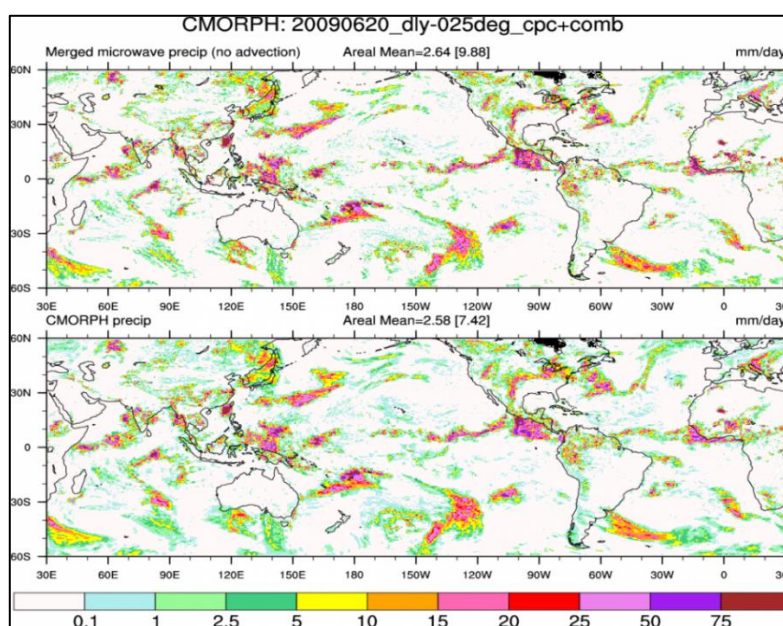 CMORPH: 20090620_dly-025deg_cpc+comb
Merged microwave precip (no advection) Areal Mean=2.64 [9.88] mm/day
60N
30N
0
30S
60S
30E 60E 90E 120E 150E 180 150W 120W 90W 60W 30W 0 30
CMORPH precip Areal Mean=2.58 [7.42] mm/day
60N
30N
0
30S
60S
30E 60E 90E 120E 150E 180 150W 120W 90W 60W 30W 0 30
0.1 1 2.5 5 10 15 20 25 50 75